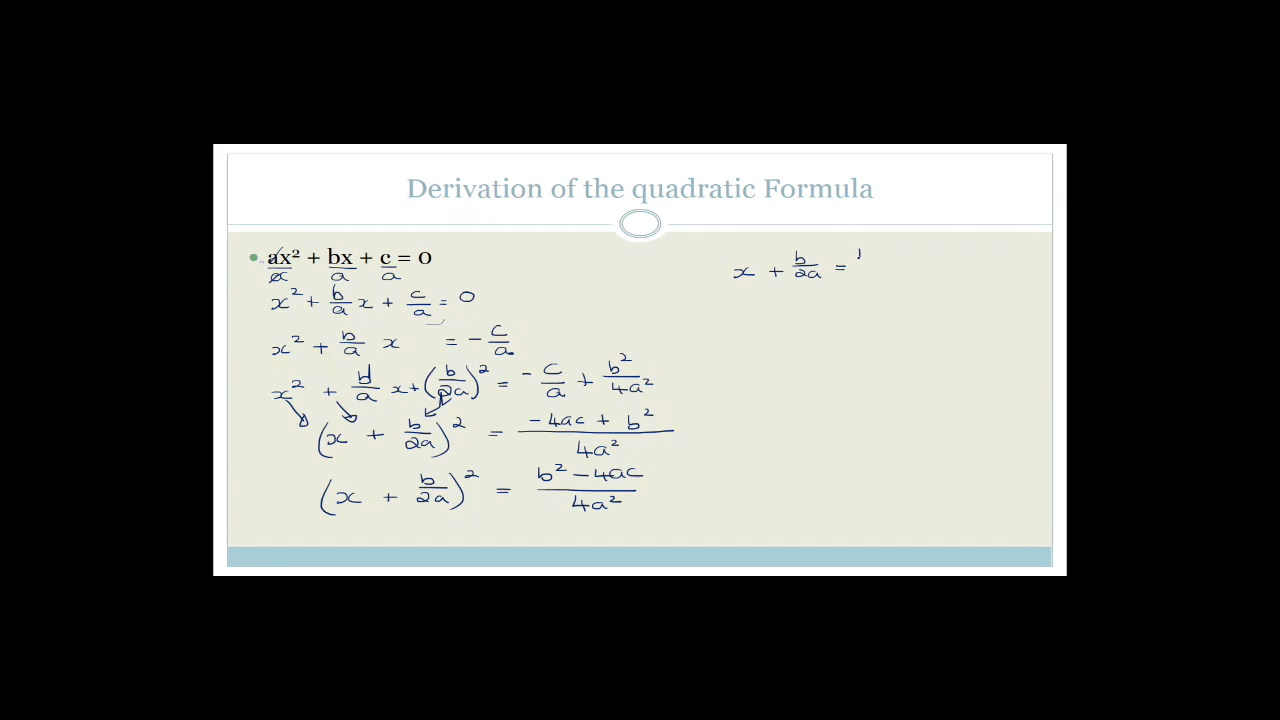 Derivation of the quadratic Formula
• ax² + bx + c = 0
a a a
x² + b/a x + c/a = 0
x² + b/a x = - c/a
x² + b/a x + (b/2a)² = - c/a + b²/4a²
(x + b/2a)² = - 4ac + b² / 4a²
(x + b/2a)² = b² - 4ac / 4a²
x + b/2a =